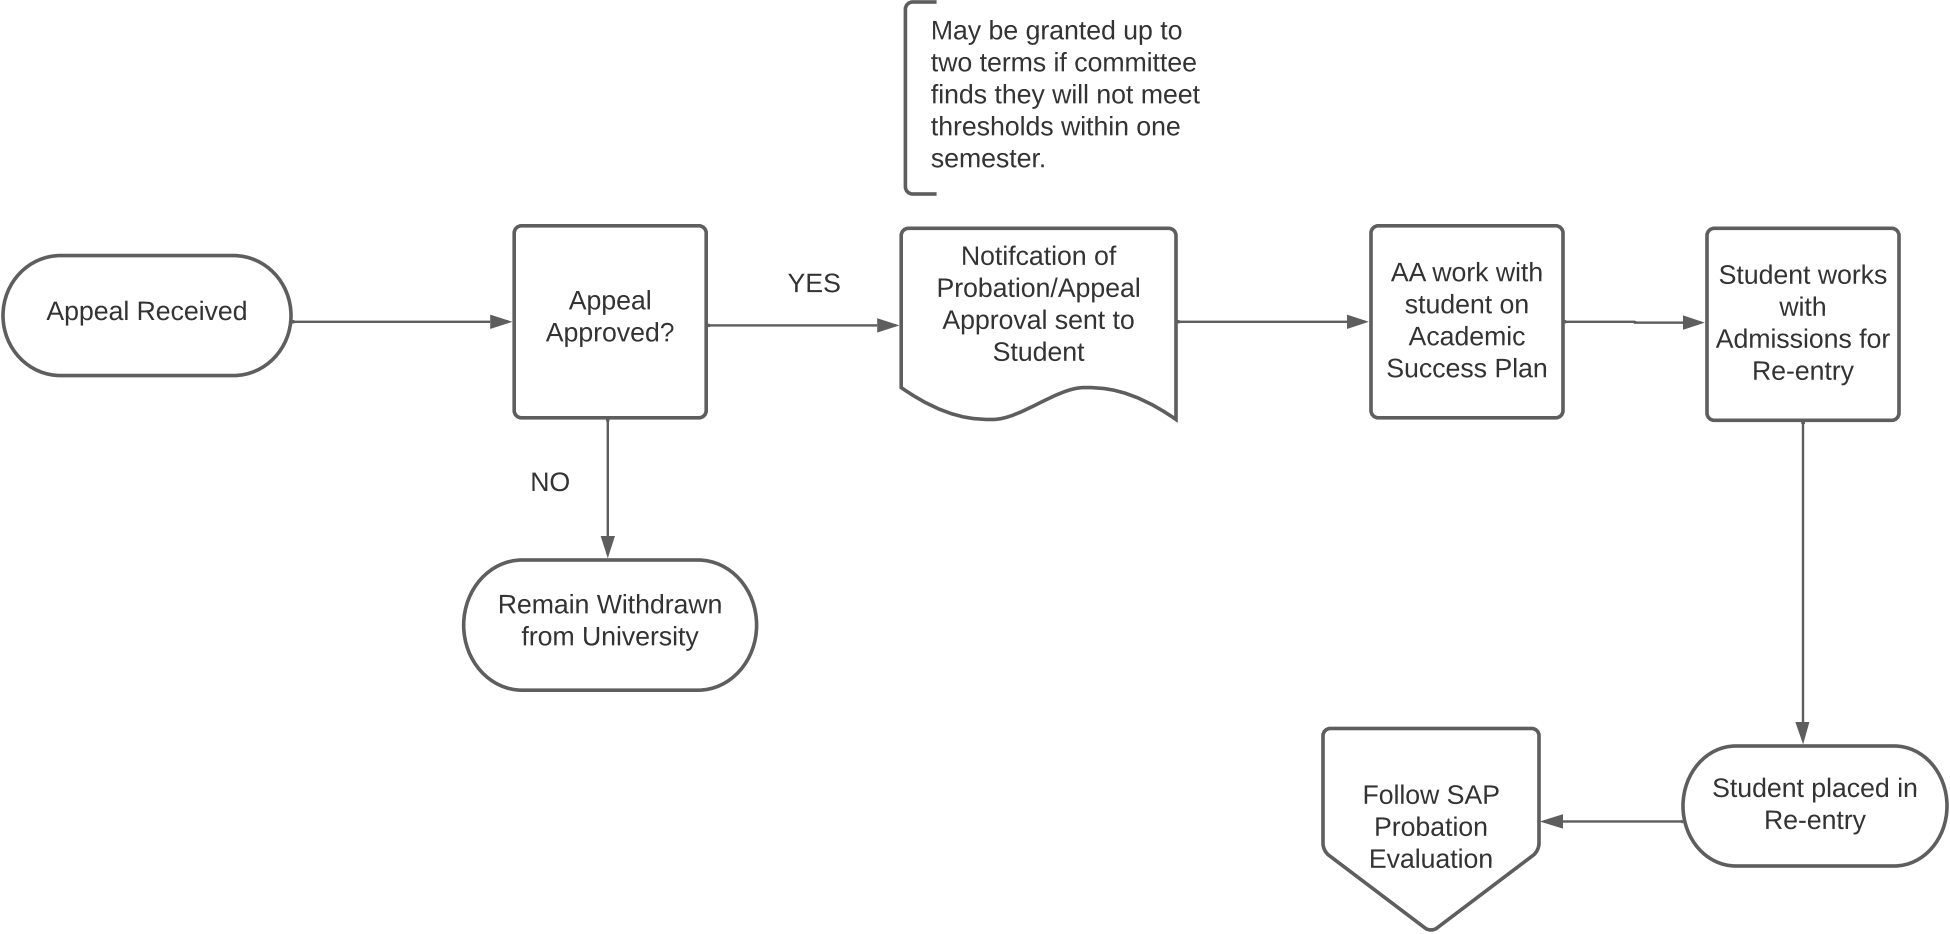 May be granted up to
two terms if committee
finds they will not meet
thresholds within one
semester.
Appeal Received
Appeal
Approved?
YES
Notifcation of
Probation/Appeal
Approval sent to
Student
AA work with
student on
Academic
Success Plan
Student works
with
Admissions for
Re-entry
NO
Remain Withdrawn
from University
Student placed in
Re-entry
Follow SAP
Probation
Evaluation